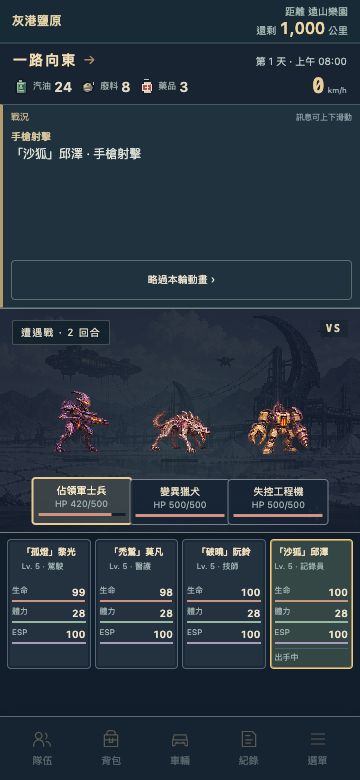 灰港鹽原
距離 遠山樂園
還剩 1,000 公里
一路向東 →
第 1 天 · 上午 08:00
汽油 24 廢料 8 藥品 3
0 km/h
戰況
訊息可上下滑動
手槍射擊
「沙狐」邱澤 · 手槍射擊
略過本輪動畫 ›
遭遇戰 · 2 回合
VS
佔領軍士兵
HP 420/500
變異獵犬
HP 500/500
失控工程機
HP 500/500
「孤燈」黎光
Lv. 5 · 駕駛
生命 99
體力 28
ESP 100
「禿鷲」莫凡
Lv. 5 · 醫護
生命 98
體力 28
ESP 100
「破曉」阮鈴
Lv. 5 · 技師
生命 100
體力 28
ESP 100
「沙狐」邱澤
Lv. 5 · 記錄員
生命 100
體力 28
ESP 100
出手中
隊伍
背包
車輛
紀錄
選單